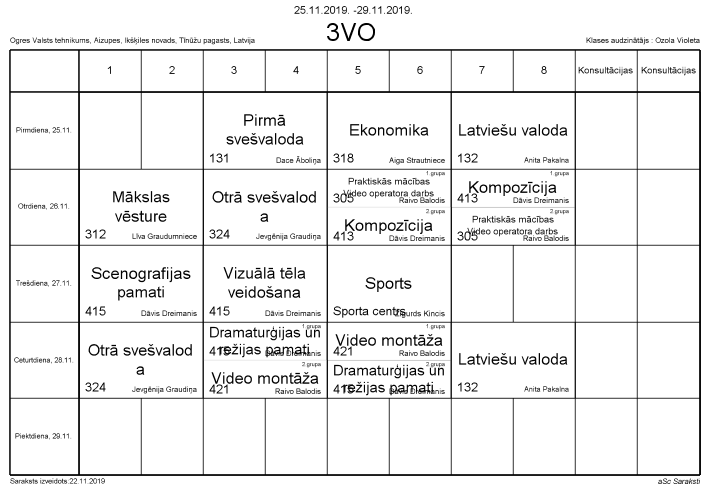 25.11.2019. -29.11.2019.
3VO
Ogres Valsts tehnikums, Aizupes, Ikšķiles novads, Tīnūžu pagasts, Latvija
Klases audzinātājs : Ozola Violeta
1 2 3 4 5 6 7 8 Konsultācijas Konsultācijas
Pirmdiena, 25.11.
Pirmā
svešvaloda
131 Dace Āboliņa
Ekonomika
318 Aiga Strautniece
Latviešu valoda
132 Anita Pakalna
Otrdiena, 26.11.
Mākslas
vēsture
312 Līva Graudumniece
Otrā svešvalod
a
324 Jevgēnija Graudiņa
1.grupa
Praktiskās mācības
Video operatora darbs
305 Raivo Balodis
2.grupa
Kompozīcija
413 Dāvis Dreimanis
1.grupa
Kompozīcija
413 Dāvis Dreimanis
2.grupa
Praktiskās mācības
Video operatora darbs
305 Raivo Balodis
Trešdiena, 27.11.
Scenogrāfijas
pamati
415 Dāvis Dreimanis
Vizuālā tēla
veidošana
415 Dāvis Dreimanis
Sports
Sporta centrs Zigurds Kincis
Ceturtdiena, 28.11.
Otrā svešvalod
a
324 Jevgēnija Graudiņa
1.grupa
Dramaturģijas un
režijas pamati
415 Dāvis Dreimanis
2.grupa
Video montāža
421 Raivo Balodis
1.grupa
Video montāža
421 Raivo Balodis
2.grupa
Dramaturģijas un
režijas pamati
415 Dāvis Dreimanis
Latviešu valoda
132 Anita Pakalna
Piektdiena, 29.11.
Saraksts izveidots:22.11.2019
aSc Saraksti